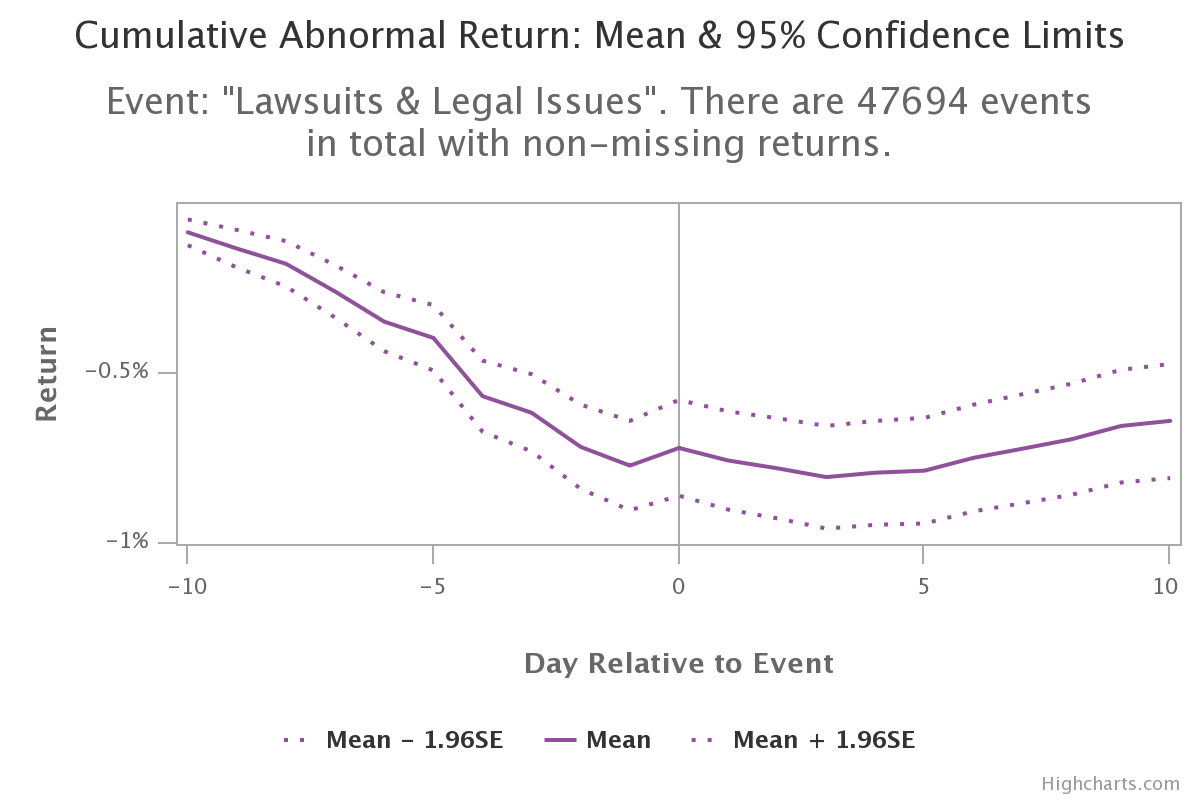 Cumulative Abnormal Return: Mean & 95% Confidence Limits
Event: "Lawsuits & Legal Issues". There are 47694 events
in total with non-missing returns.
Return
-0.5%
-1%
-10
-5
0
5
10
Day Relative to Event
Mean - 1.96SE
Mean
Mean + 1.96SE
Highcharts.com